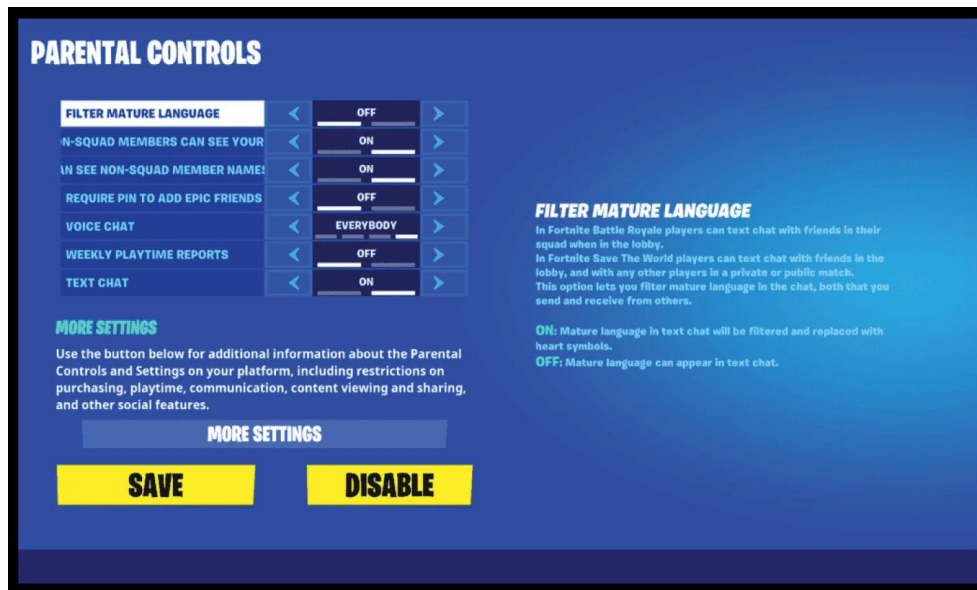 PARENTAL CONTROLS
FILTER MATURE LANGUAGE OFF
N-SQUAD MEMBERS CAN SEE YOUR ON
AN SEE NON-SQUAD MEMBER NAMES ON
REQUIRE PIN TO ADD EPIC FRIENDS OFF
VOICE CHAT EVERYBODY
WEEKLY PLAYTIME REPORTS OFF
TEXT CHAT ON
MORE SETTINGS
Use the button below for additional information about the Parental
Controls and Settings on your platform, including restrictions on
purchasing, playtime, communication, content viewing and sharing,
and other social features.
MORE SETTINGS
SAVE DISABLE
FILTER MATURE LANGUAGE
In Fortnite Battle Royale players can text chat with friends in their
squad when in the lobby.
In Fortnite Save The World players can text chat with friends in the
lobby, and with any other players in a private or public match.
This option lets you filter mature language in the chat, both that you
send and receive from others.
ON: Mature language in text chat will be filtered and replaced with
heart symbols.
OFF: Mature language can appear in text chat.